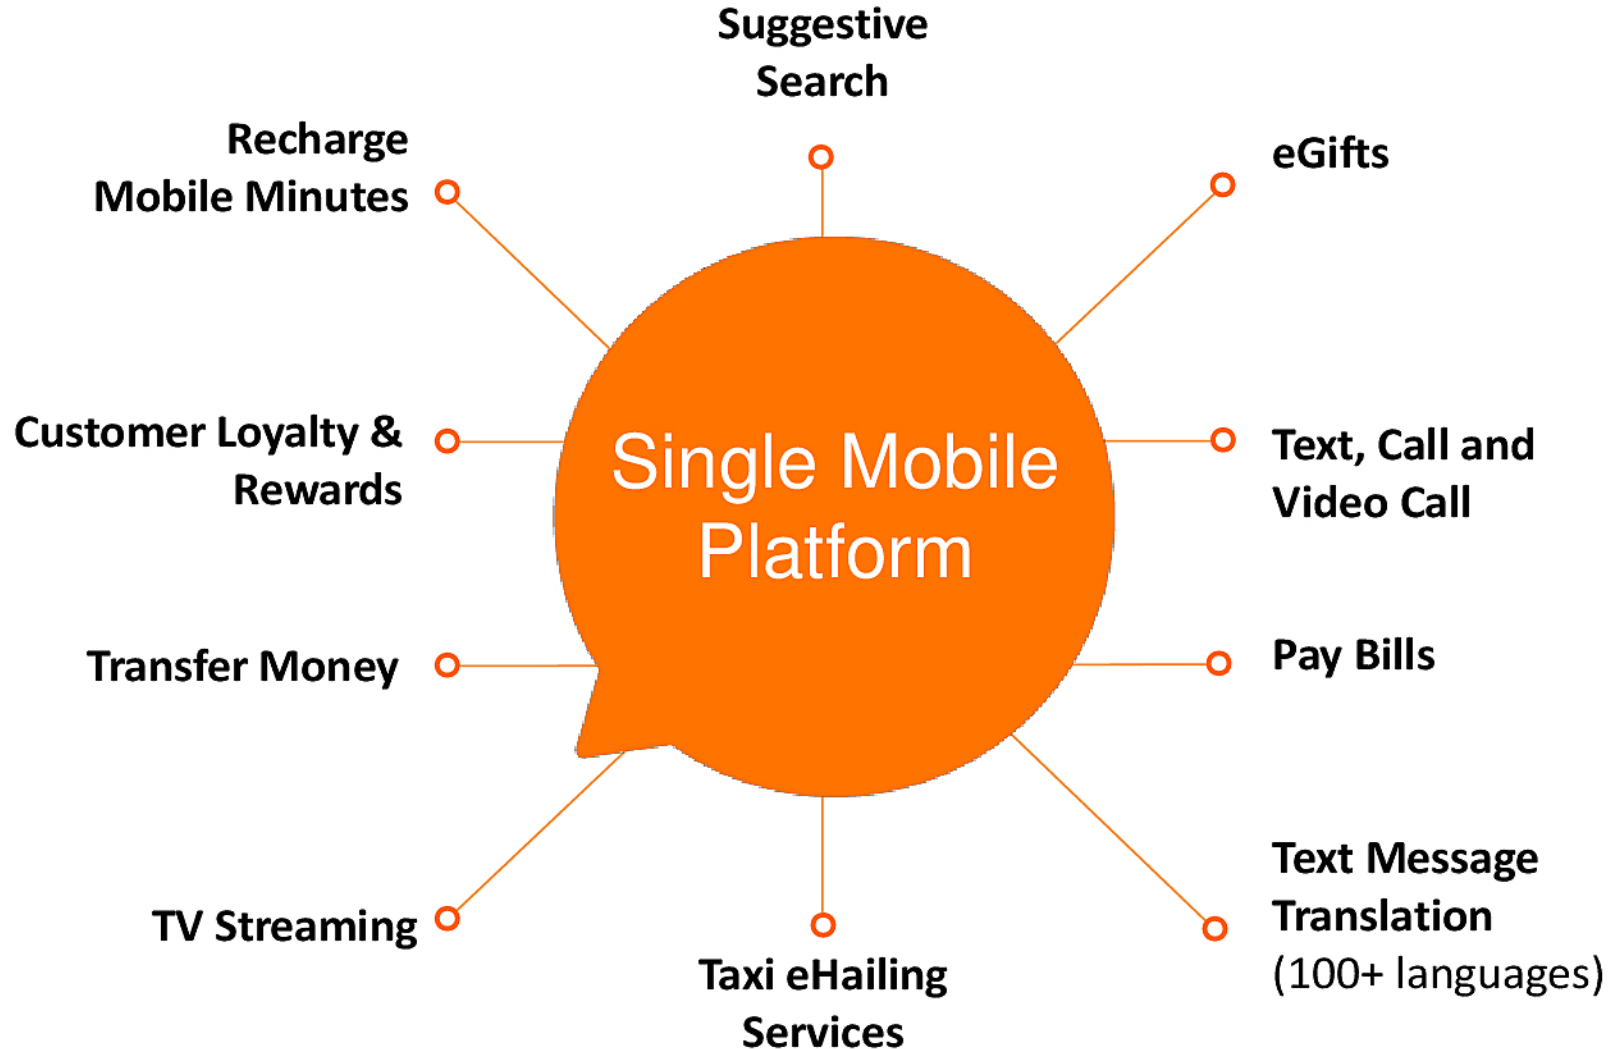 Suggestive
Search
Recharge
Mobile Minutes
eGifts
Customer Loyalty &
Rewards
Single Mobile
Platform
Text, Call and
Video Call
Transfer Money
Pay Bills
TV Streaming
Taxi eHailing
Services
Text Message
Translation
(100+ languages)